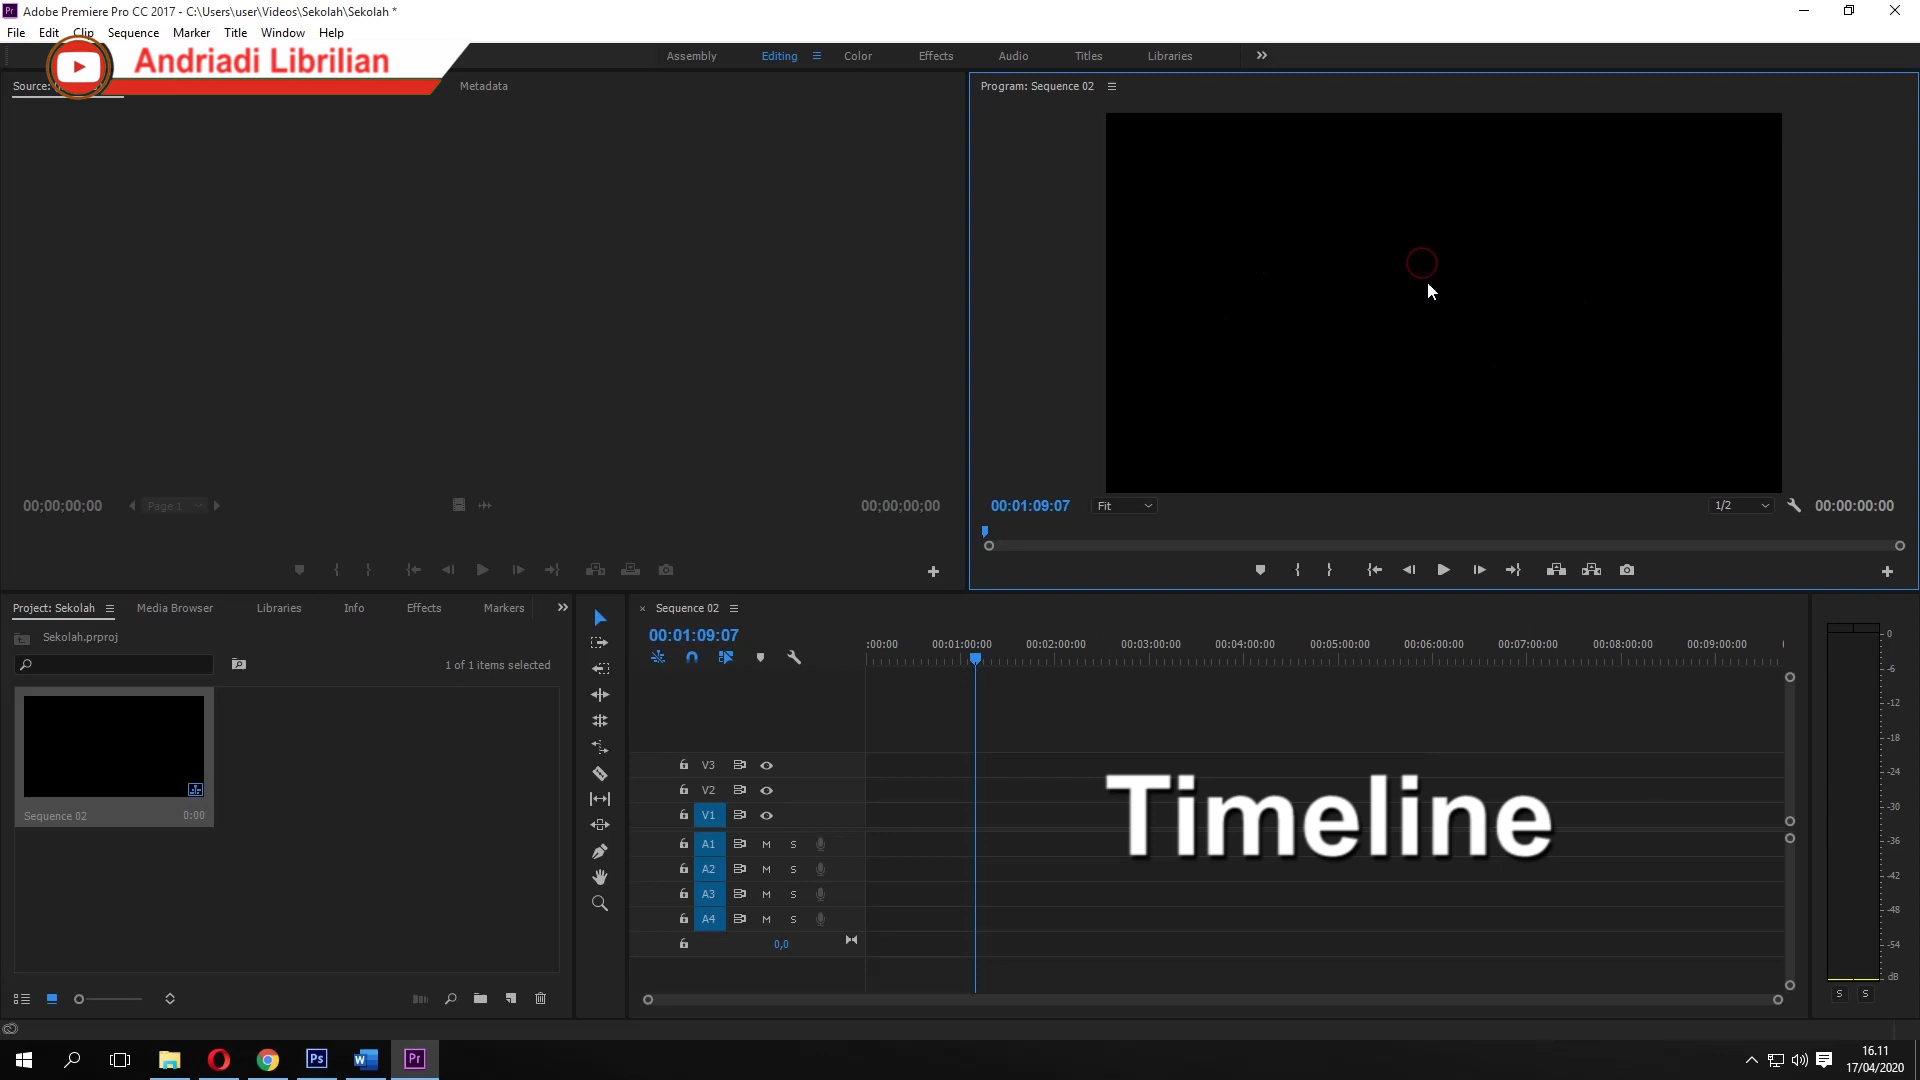 Adobe Premiere Pro CC 2017 - C:\Users\user\Videos\Sekolah\Sekolah *
File Edit Clip Sequence Marker Title Window Help
Andriadi Librilian
Assembly Editing Color Effects Audio Titles Libraries
Source: Metadata
Program: Sequence 02
00;00;00;00 Page 1 00;00;00;00
00:01:09:07 Fit 1/2 00:00:00:00
Project: Sekolah Media Browser Libraries Info Effects Markers
Sekolah.prproj
1 of 1 items selected
Sequence 02 0:00
Sequence 02
00:01:09:07
:00:00 00:01:00:00 00:02:00:00 00:03:00:00 00:04:00:00 00:05:00:00 00:06:00:00 00:07:00:00 00:08:00:00 00:09:00:00
V3
V2
V1
A1 M S
A2 M S
A3 M S
A4 M S
0,0
Timeline
0
-6
-12
-18
-24
-30
-36
-42
-48
-54
dB
S S
Ps
W
Pr
16.11
17/04/2020